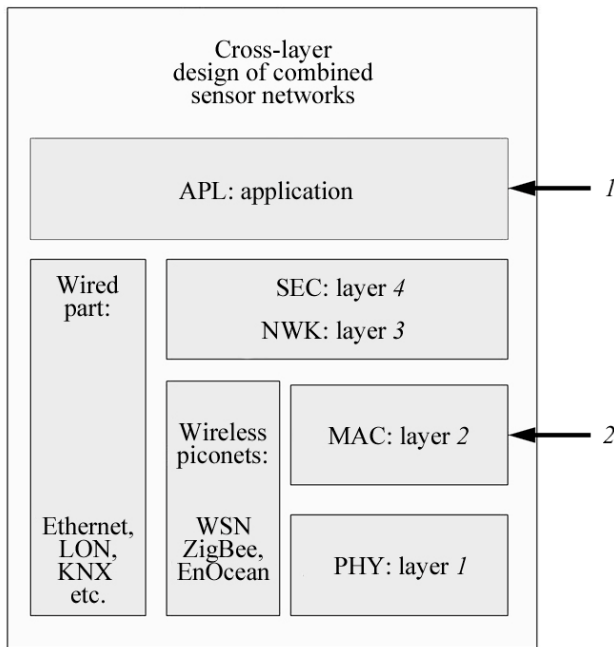 Cross-layer
design of combined
sensor networks
APL: application
1
Wired
part:
Ethernet,
LON,
KNX
etc.
SEC: layer 4
NWK: layer 3
Wireless
piconets:
WSN
ZigBee,
EnOcean
MAC: layer 2
2
PHY: layer 1